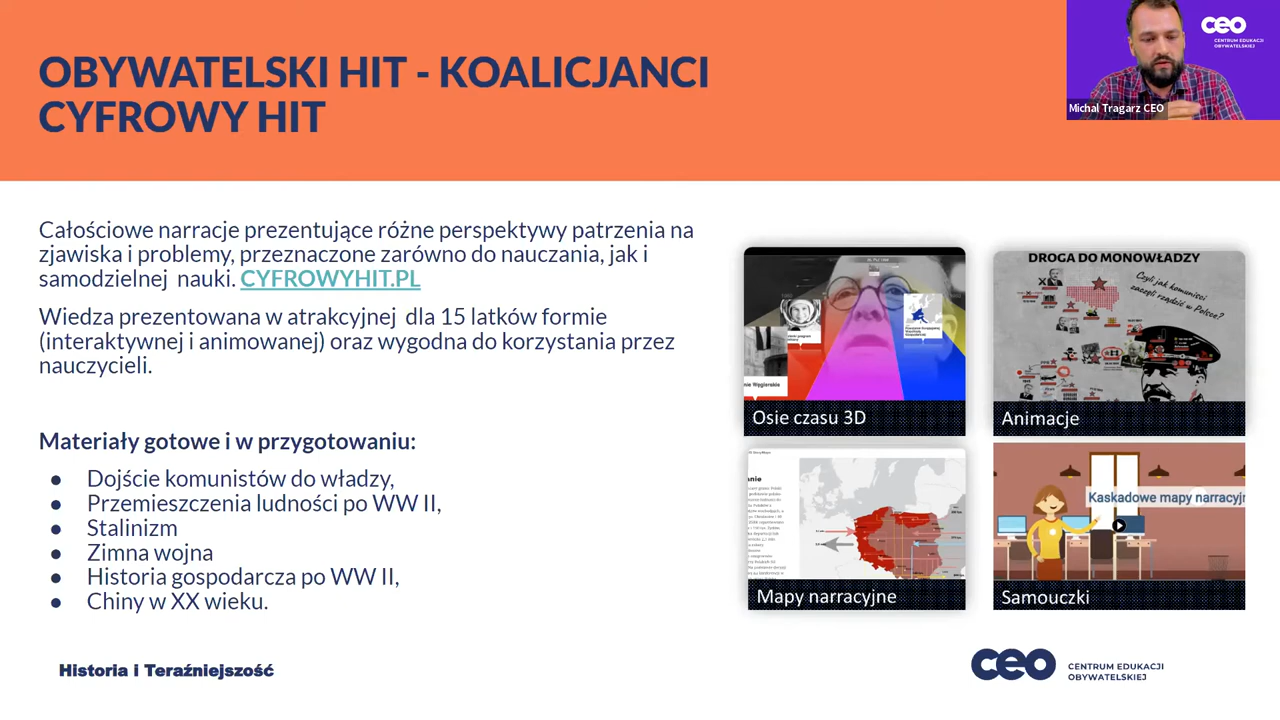 OBYWATELSKI HIT - KOALICJANCI
CYFROWY HIT
ceo
CENTRUM EDUKACJI
OBYWATELSKIEJ
Michal Tragarz CEO
Całościowe narracje prezentujące różne perspektywy patrzenia na
zjawiska i problemy, przeznaczone zarówno do nauczania, jak i
samodzielnej nauki. CYFROWYHIT.PL
Wiedza prezentowana w atrakcyjnej dla 15 latków formie
(interaktywnej i animowanej) oraz wygodna do korzystania przez
nauczycieli.
Materiały gotowe i w przygotowaniu:
● Dojście komunistów do władzy,
● Przemieszczenia ludności po WW II,
● Stalinizm
● Zimna wojna
● Historia gospodarcza po WW II,
● Chiny w XX wieku.
nie Węgierskie
Osie czasu 3D
DROGA DO MONOWŁADZY
Czyli jak komuniści
zaczęli rządzić w Polsce?
Animacje
anie
Mapy narracyjne
Kaskadowe mapy narracyjn
Samouczki
Historia i Teraźniejszość
ceo
CENTRUM EDUKACJI
OBYWATELSKIEJ